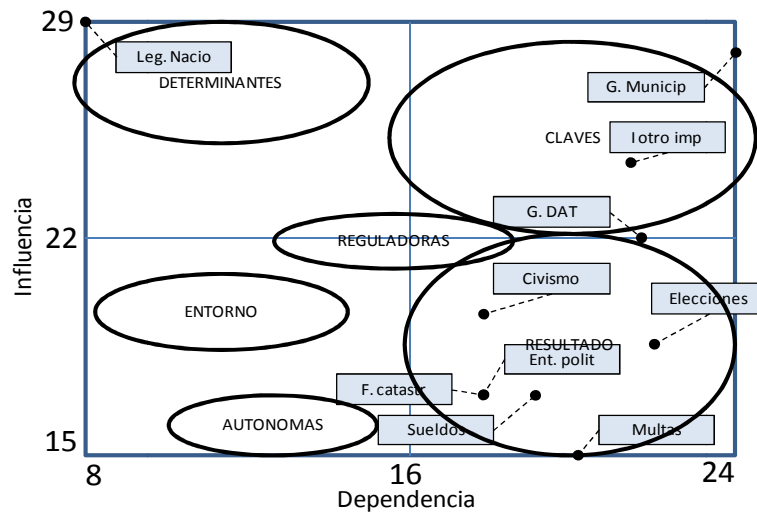 29
Leg. Nacio
DETERMINANTES
G. Municip
CLAVES
I otro imp
G. DAT
Influencia
22
REGULADORAS
Civismo
Elecciones
ENTORNO
RESULTADO
Ent. polit
F. catastr
AUTONOMAS
Sueldos
Multas
15
8
16
24
Dependencia